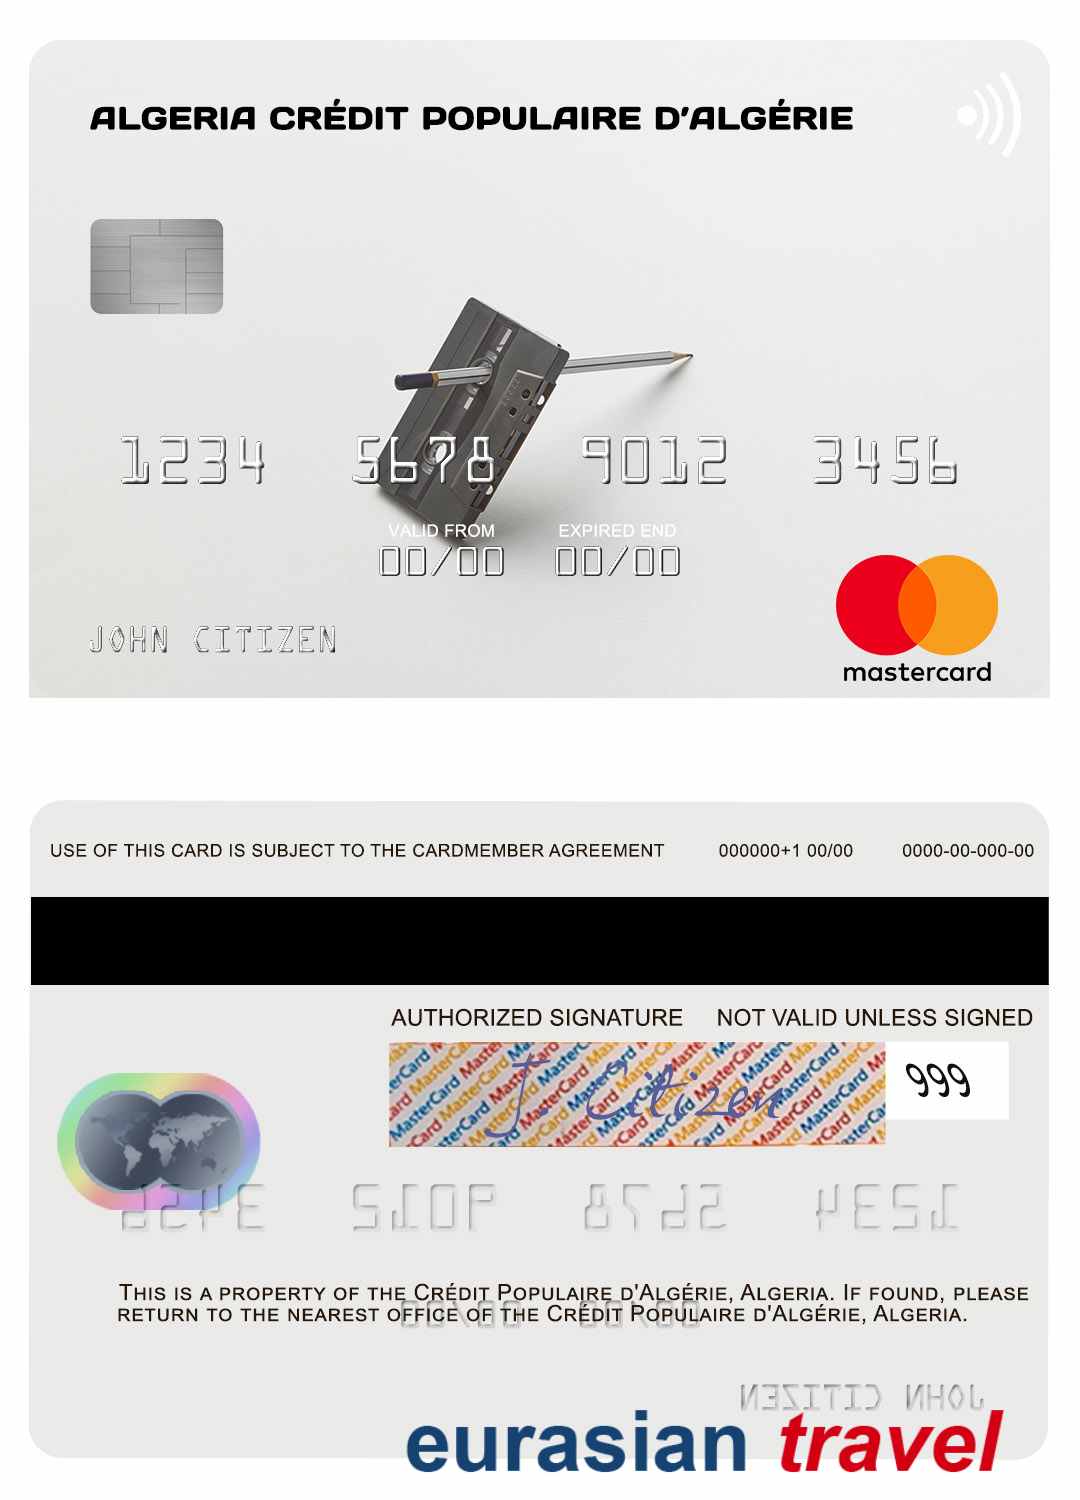 ALGERIA CRÉDIT POPULAIRE D'ALGÉRIE
1234 5678 9012 3456
VALID FROM EXPIRED END
00/00 00/00
JOHN CITIZEN
mastercard
USE OF THIS CARD IS SUBJECT TO THE CARDMEMBER AGREEMENT 000000+1 00/00 0000-00-000-00
AUTHORIZED SIGNATURE NOT VALID UNLESS SIGNED
J. Citizen 999
THIS IS A PROPERTY OF THE CRÉDIT POPULAIRE D'ALGÉRIE, ALGERIA. IF FOUND, PLEASE
RETURN TO THE NEAREST OFFICE OF THE CRÉDIT POPULAIRE D'ALGÉRIE, ALGERIA.
JOHN CITIZEN
eurasian travel